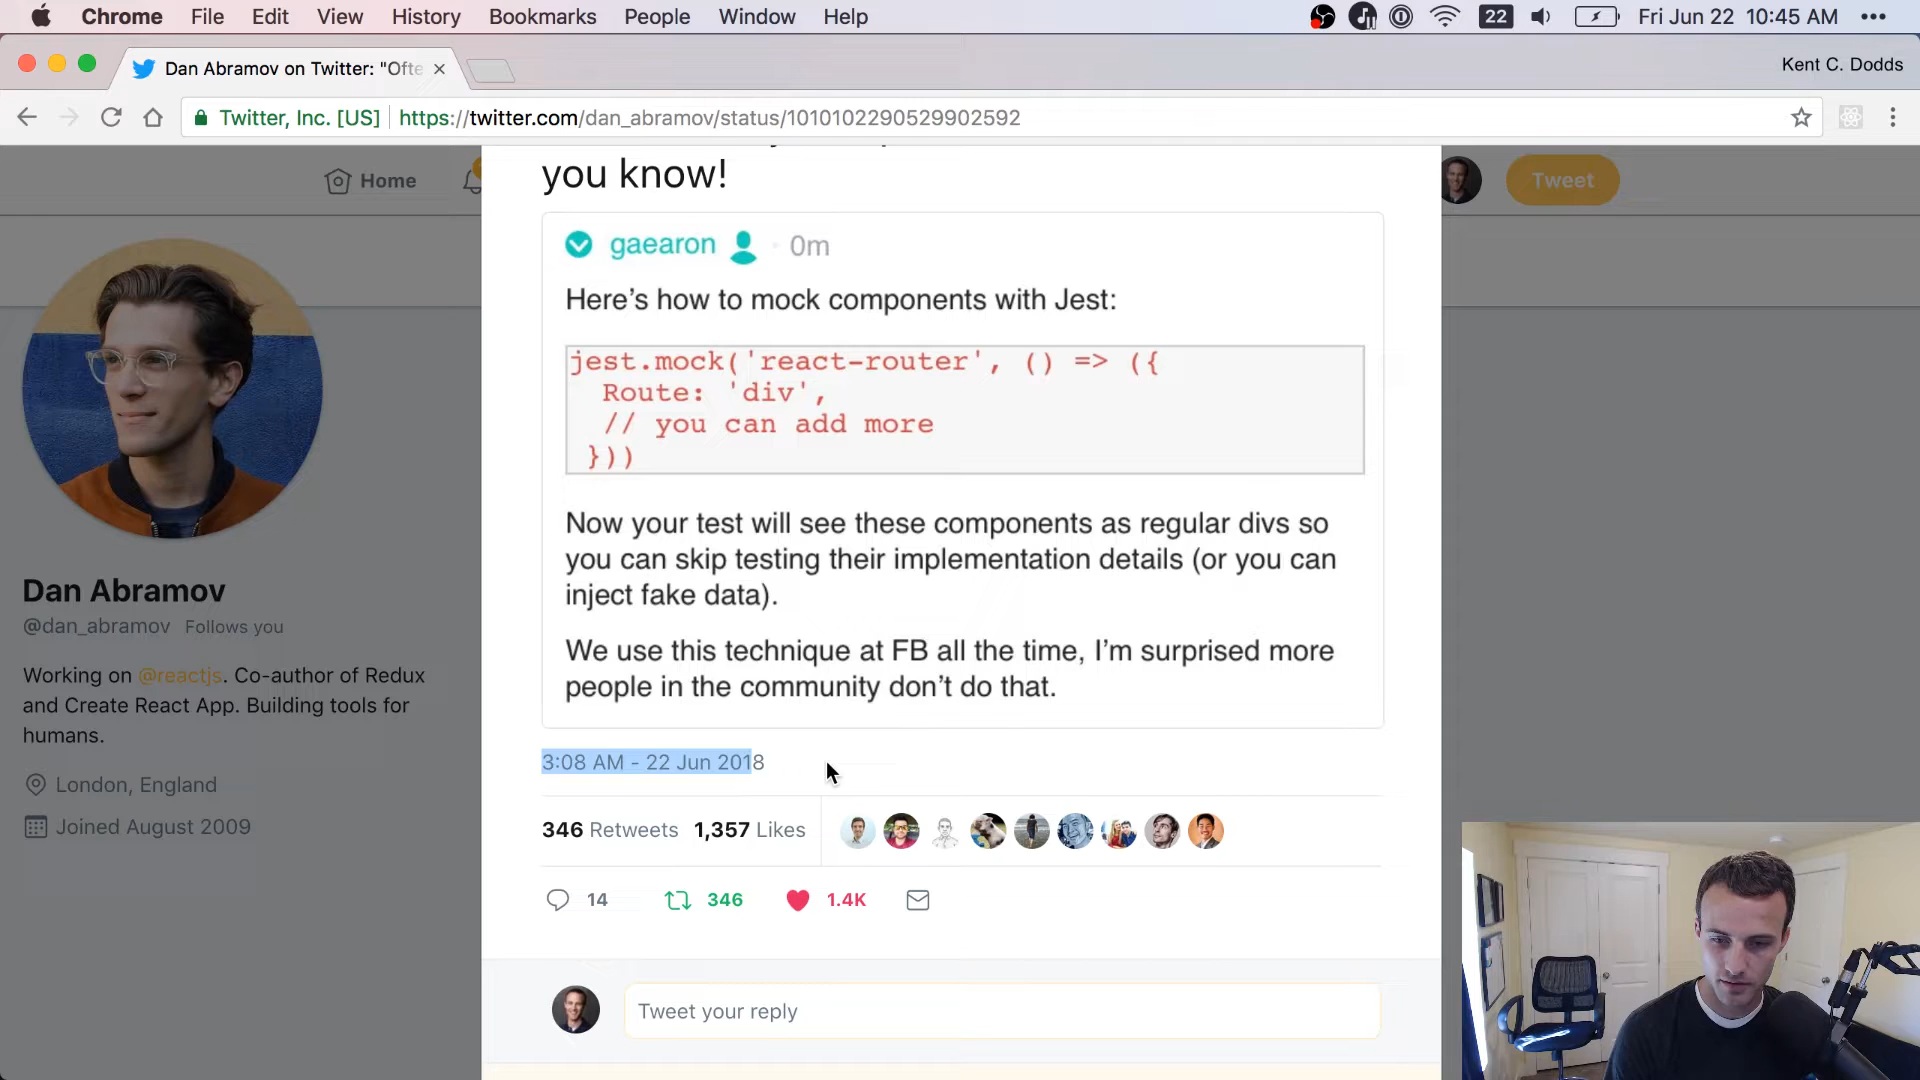 Chrome File Edit View History Bookmarks People Window Help 22 Fri Jun 22 10:45 AM
Dan Abramov on Twitter: "Ofte
Kent C. Dodds
Twitter, Inc. [US] https://twitter.com/dan_abramov/status/1010102290529902592
Home
Tweet
you know!
gaearon · 0m
Here's how to mock components with Jest:
jest.mock('react-router', () => ({
Route: 'div',
// you can add more
}))
Now your test will see these components as regular divs so
you can skip testing their implementation details (or you can
inject fake data).
We use this technique at FB all the time, I'm surprised more
people in the community don't do that.
Dan Abramov
@dan_abramov Follows you
Working on @reactjs. Co-author of Redux
and Create React App. Building tools for
humans.
London, England
Joined August 2009
3:08 AM - 22 Jun 2018
346 Retweets 1,357 Likes
14 346 1.4K
Tweet your reply